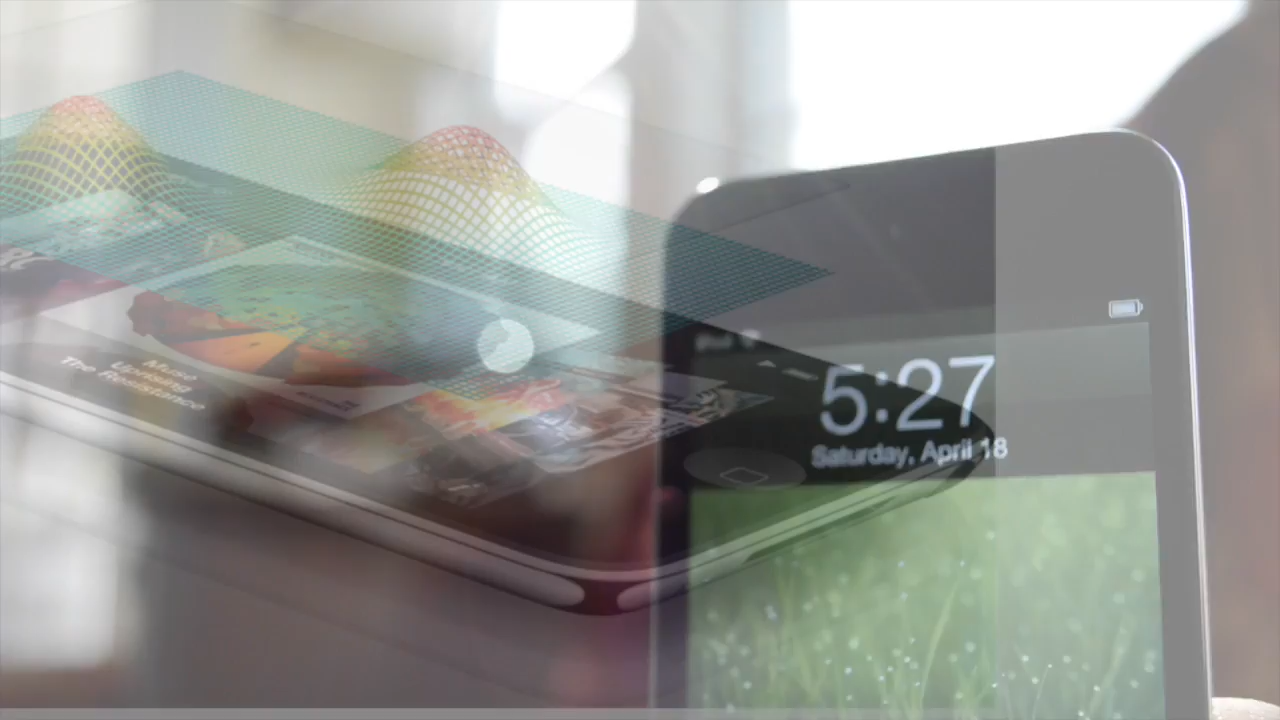 5:27
Saturday, April 18
Muse
Uprising
The Resistance